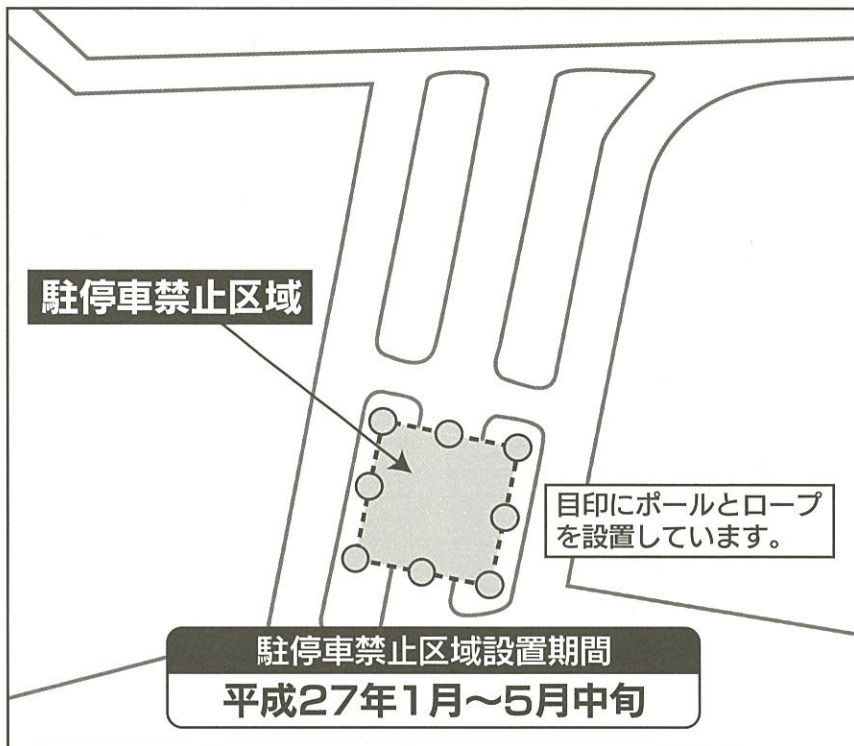 駐停車禁止区域
目印にポールとロープ
を設置しています。
駐停車禁止区域設置期間
平成27年1月〜5月中旬